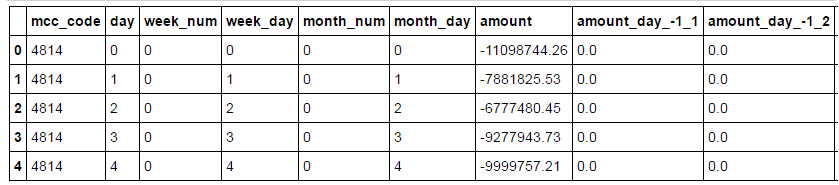 mcc_code day week_num week_day month_num month_day amount amount_day_-1_1 amount_day_-1_2
0 4814 0 0 0 0 0 -11098744.26 0.0 0.0
1 4814 1 0 1 0 1 -7881825.53 0.0 0.0
2 4814 2 0 2 0 2 -6777480.45 0.0 0.0
3 4814 3 0 3 0 3 -9277943.73 0.0 0.0
4 4814 4 0 4 0 4 -9999757.21 0.0 0.0